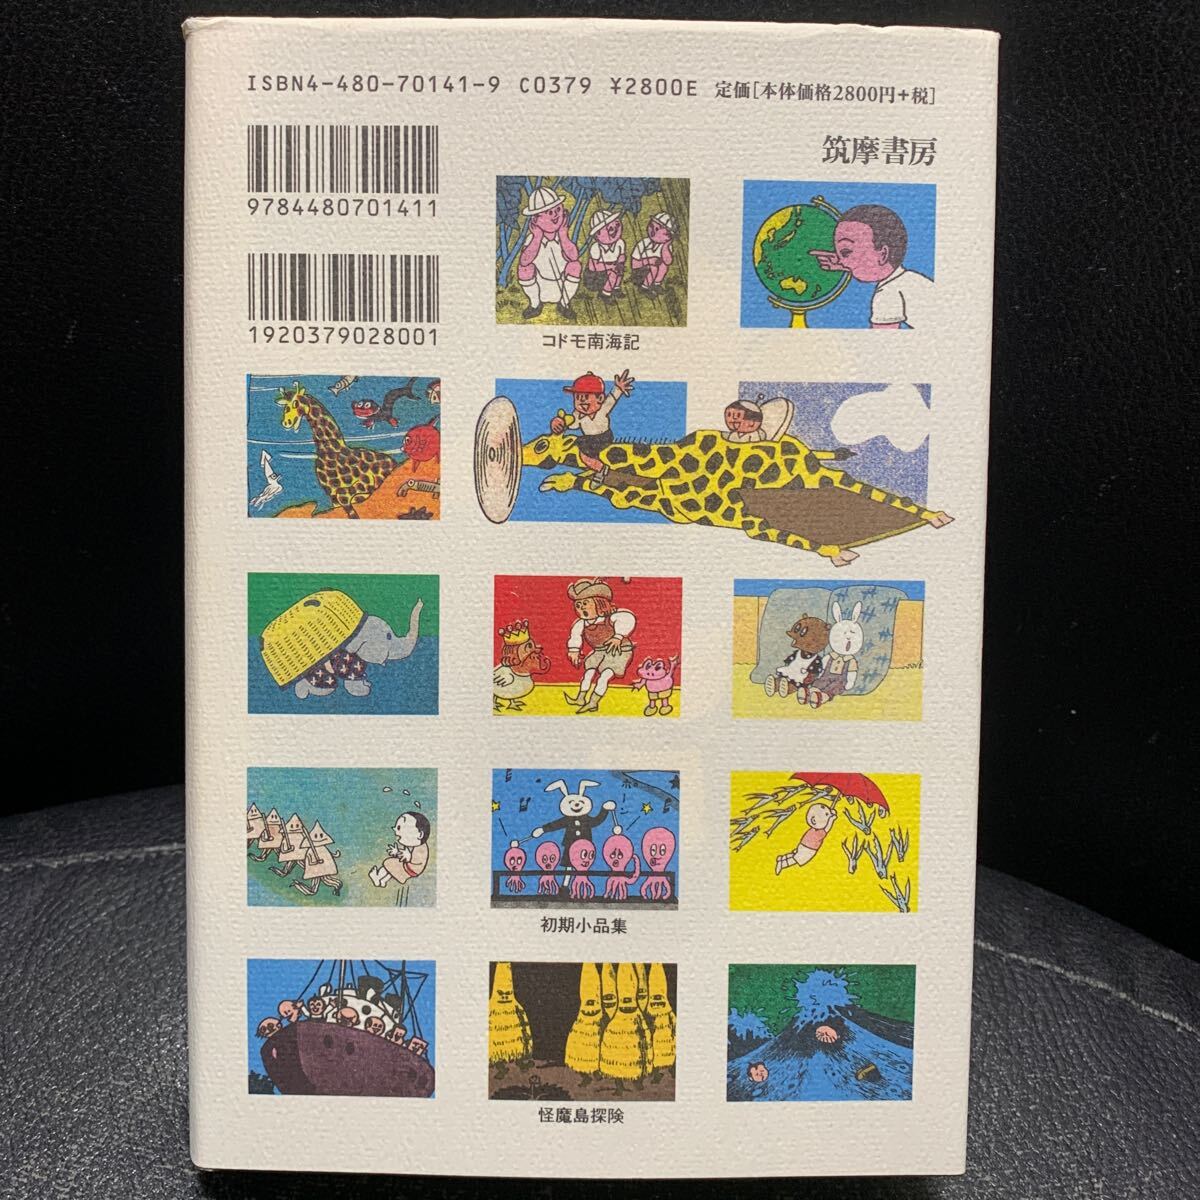 ISBN4-480-70141-9 C0379 ¥2800E 定価[本体価格2800円+税]
筑摩書房
9784480701411
1920379028001
コドモ南海記
初期小品集
怪魔島探険